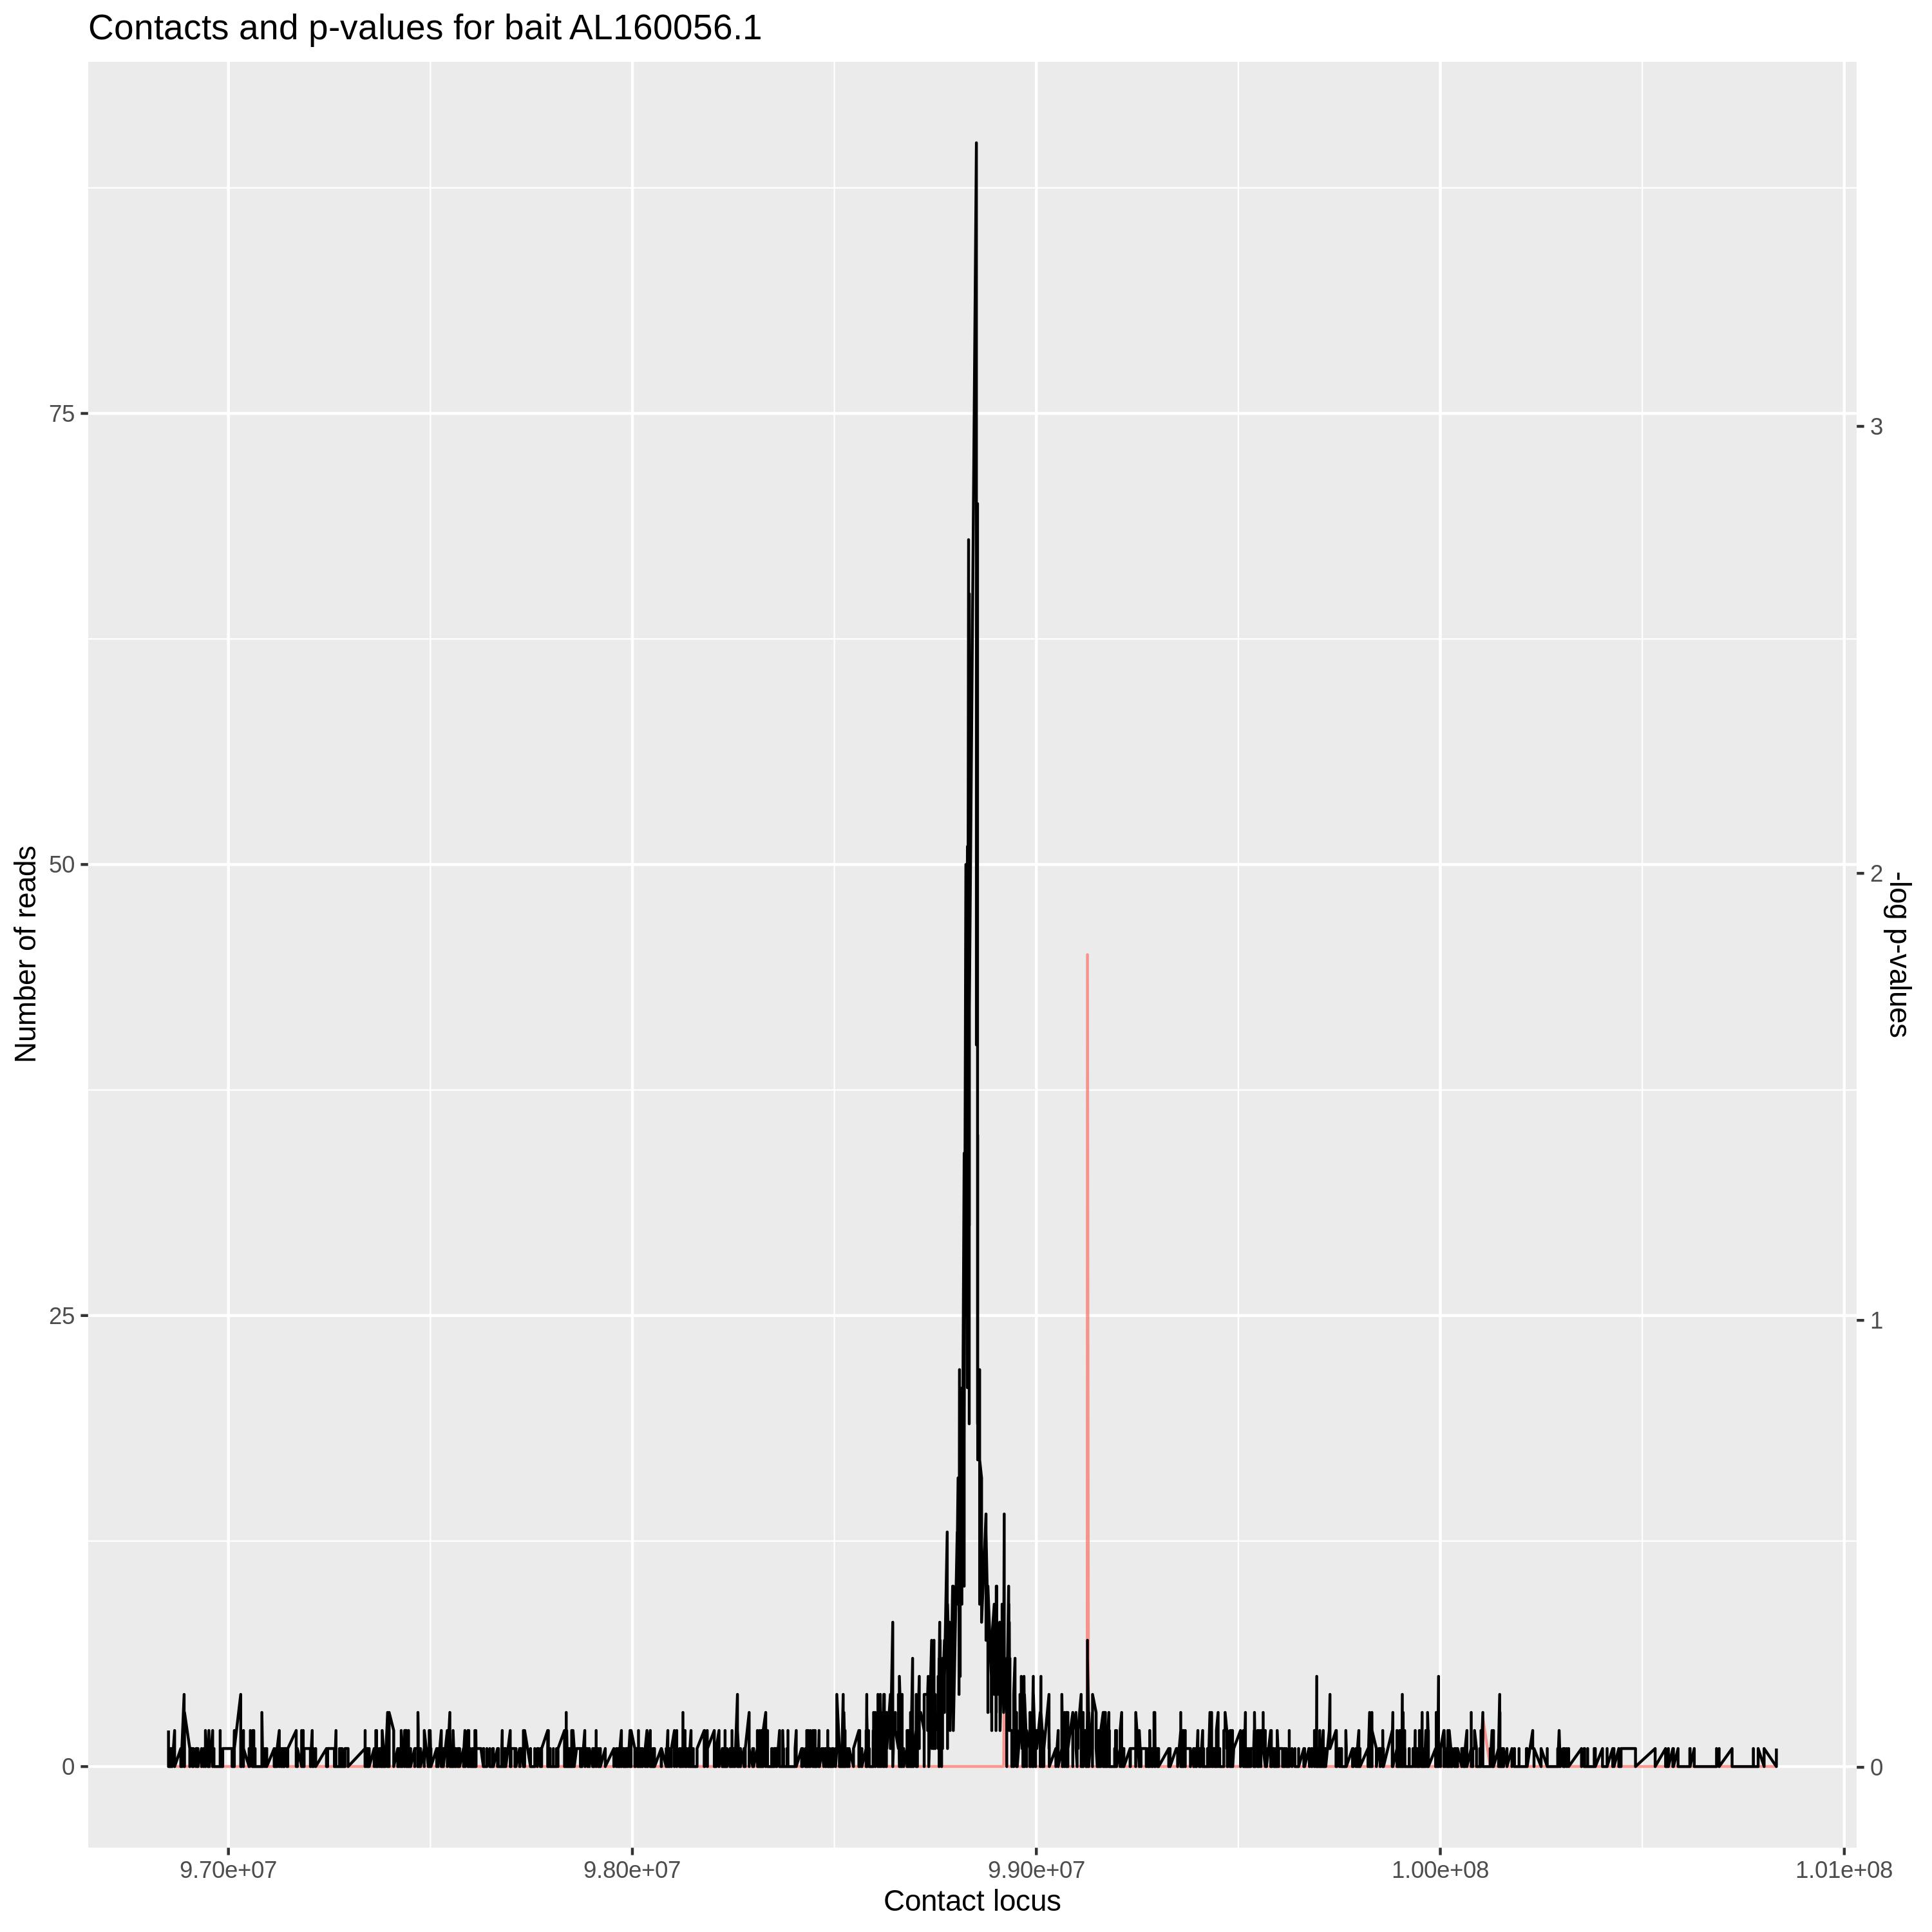 Contacts and p-values for bait AL160056.1
Number of reads
75
50
25
0
3
2
1
0
-log p-values
9.70e+07
9.80e+07
9.90e+07
1.00e+08
1.01e+08
Contact locus